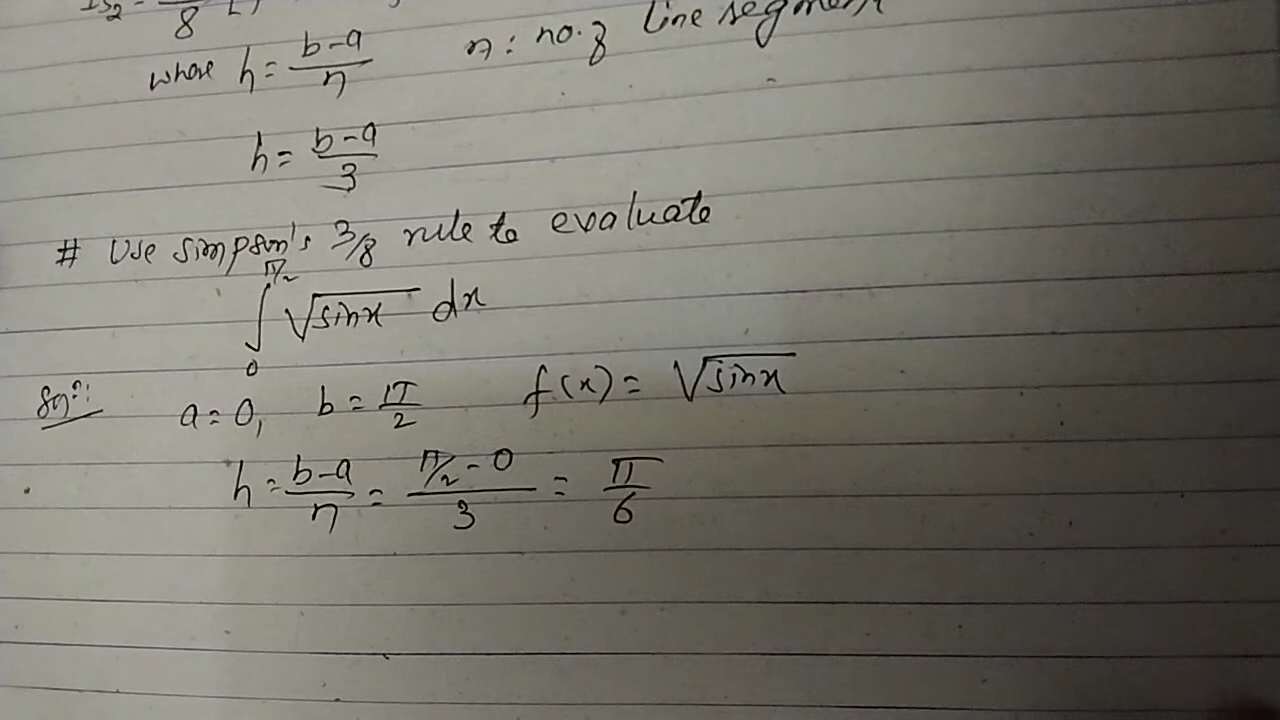 8
where h = b-a/n n : no. of line segment
h = b-a/3
# Use simpson's 3/8 rule to evaluate
∫₀^π/2 √sinx dx
Solⁿ: a = 0, b = π/2 f(x) = √sinx
h = b-a/n = π/2 - 0/3 = π/6